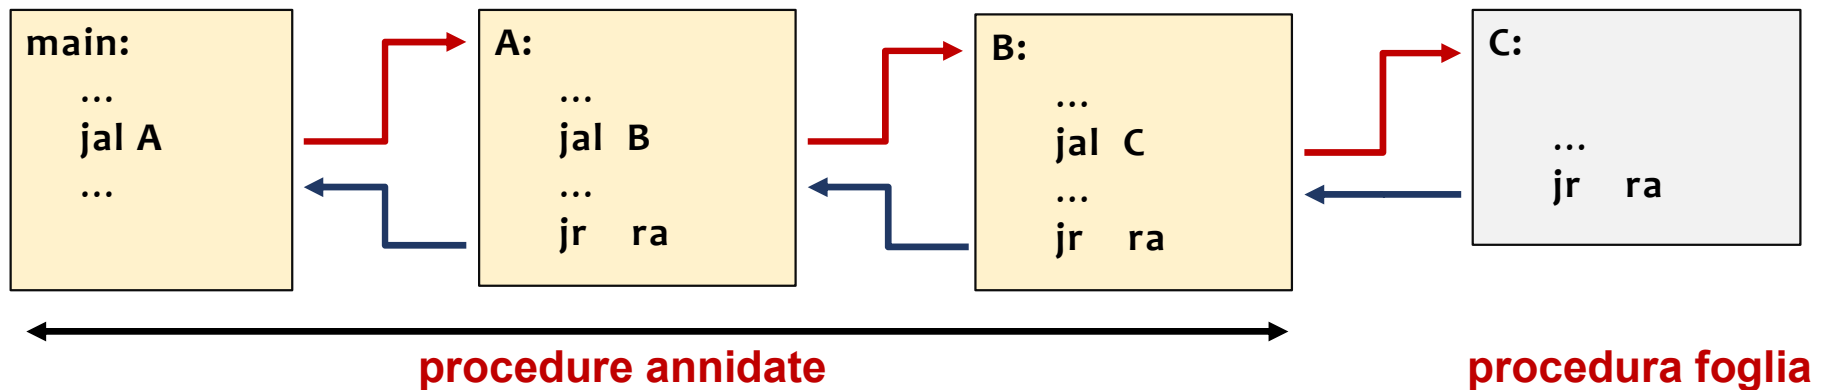 main:
...
jal A
...
A:
...
jal B
...
jr ra
B:
...
jal C
...
jr ra
C:
...
jr ra
procedure annidate
procedura foglia